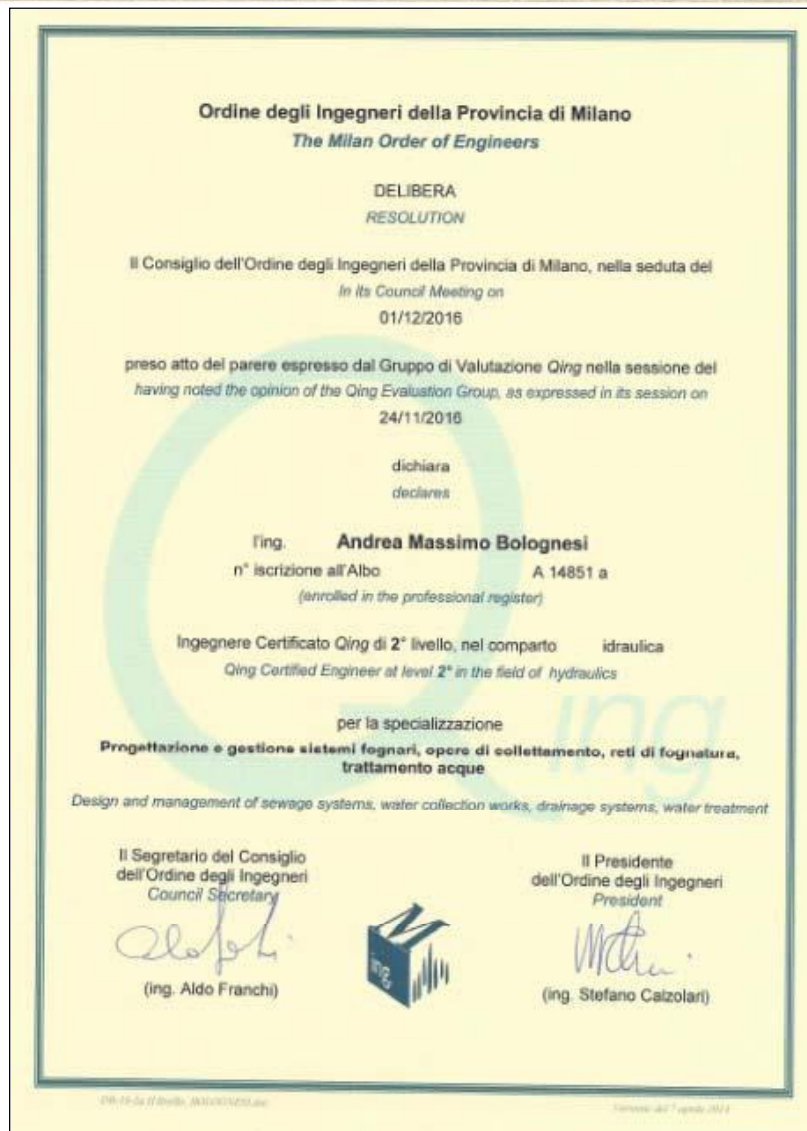 Ordine degli Ingegneri della Provincia di Milano
The Milan Order of Engineers
DELIBERA
RESOLUTION
Il Consiglio dell'Ordine degli Ingegneri della Provincia di Milano, nella seduta del
In its Council Meeting on
01/12/2016
preso atto del parere espresso dal Gruppo di Valutazione Qing nella sessione del
having noted the opinion of the Qing Evaluation Group, as expressed in its session on
24/11/2016
dichiara
declares
l'ing. Andrea Massimo Bolognesi
n° iscrizione all'Albo A 14851 a
(enrolled in the professional register)
Ingegnere Certificato Qing di 2° livello, nel comparto idraulica
Qing Certified Engineer at level 2° in the field of hydraulics
Qing
per la specializzazione
Progettazione e gestione sistemi fognari, opere di collettamento, reti di fognatura,
trattamento acque
Design and management of sewage systems, water collection works, drainage systems, water treatment
Il Segretario del Consiglio
dell'Ordine degli Ingegneri
Council Secretary
(ing. Aldo Franchi)
Il Presidente
dell'Ordine degli Ingegneri
President
(ing. Stefano Calzolari)
ing